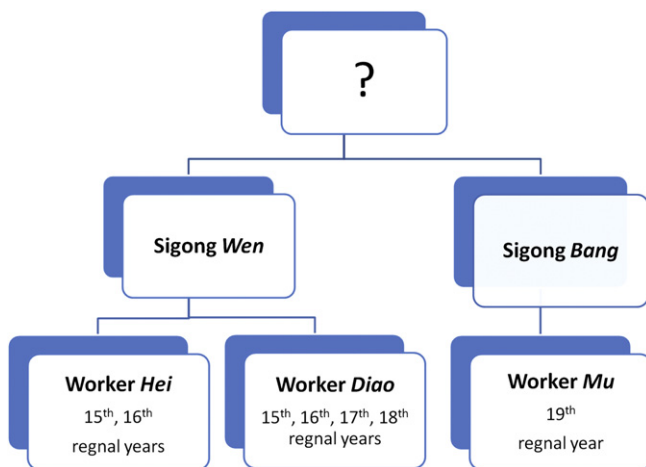 ?
Sigong Wen
Sigong Bang
Worker Hei
15th, 16th
regnal years
Worker Diao
15th, 16th, 17th, 18th
regnal years
Worker Mu
19th
regnal year